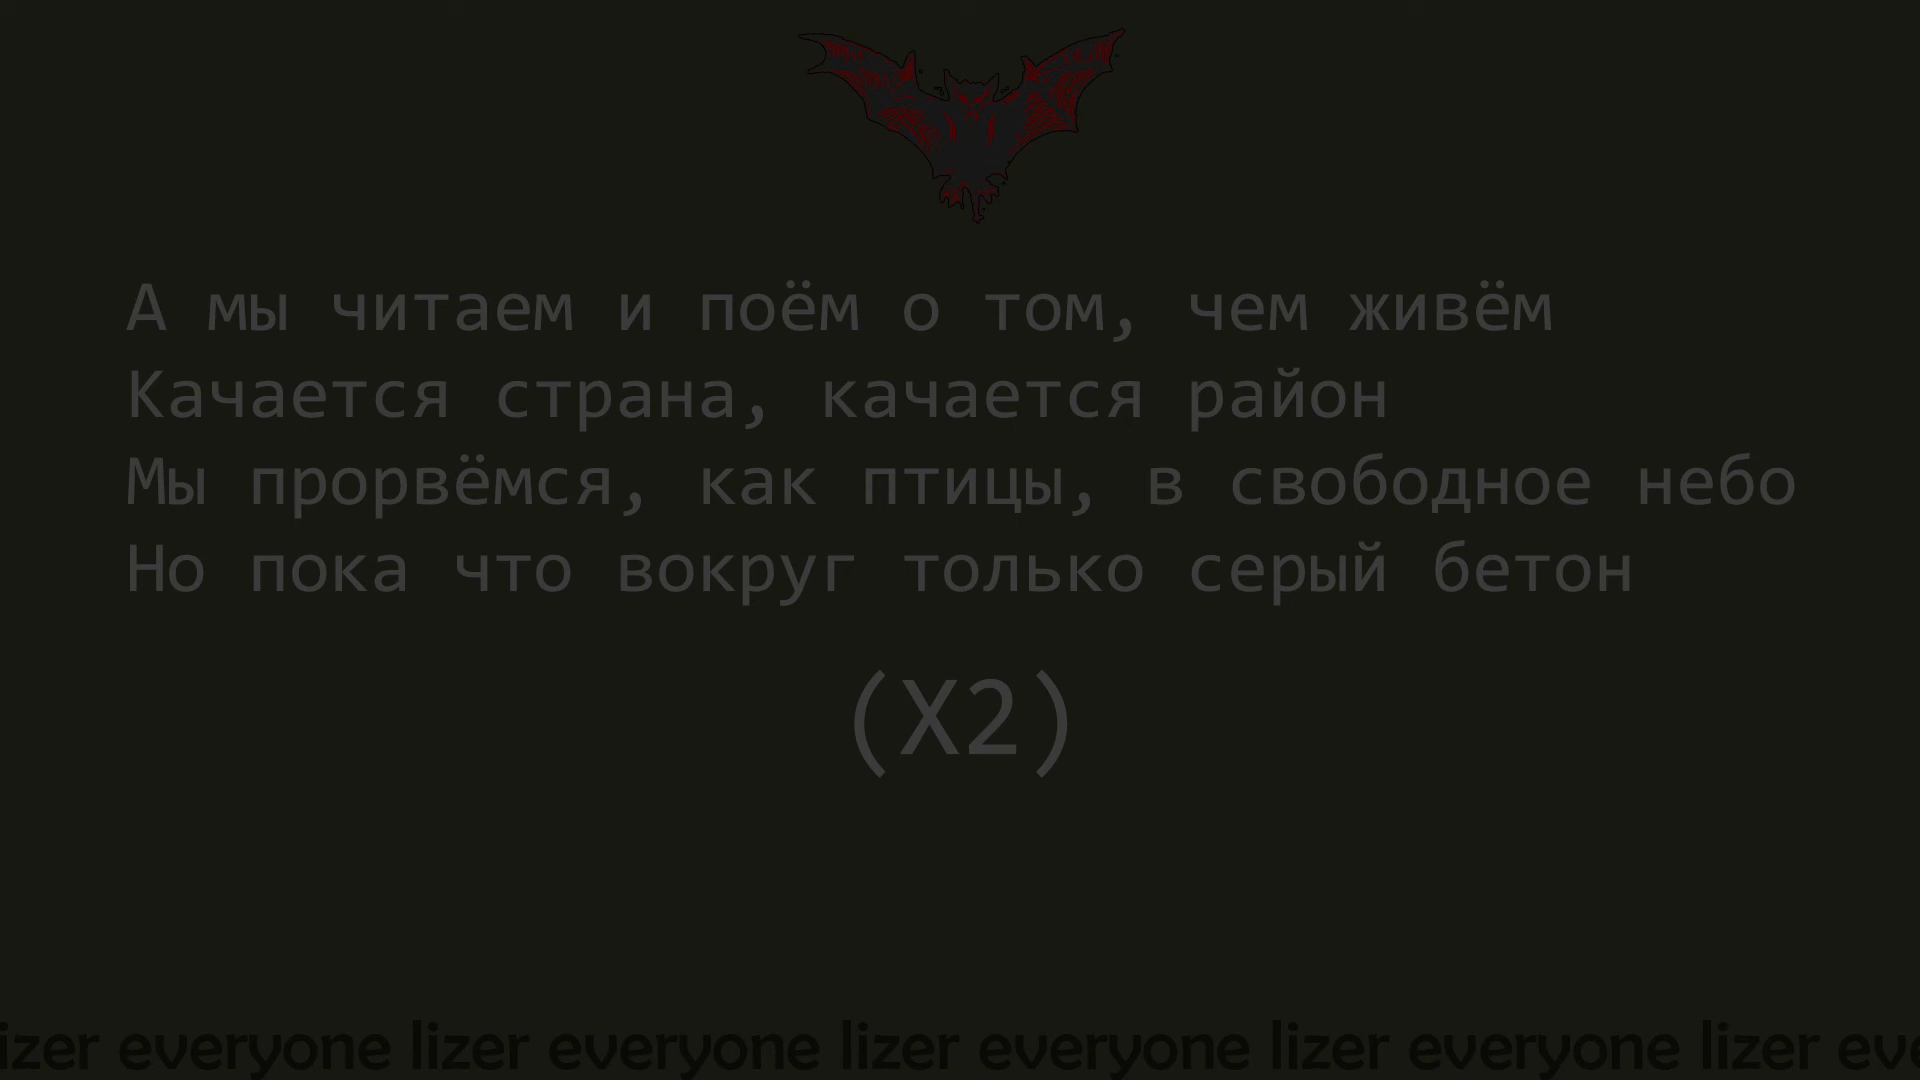 А мы читаем и поём о том, чем живём
Качается страна, качается район
Мы прорвёмся, как птицы, в свободное небо
Но пока что вокруг только серый бетон
(X2)
izer everyone lizer everyone lizer everyone lizer everyone lizer eve